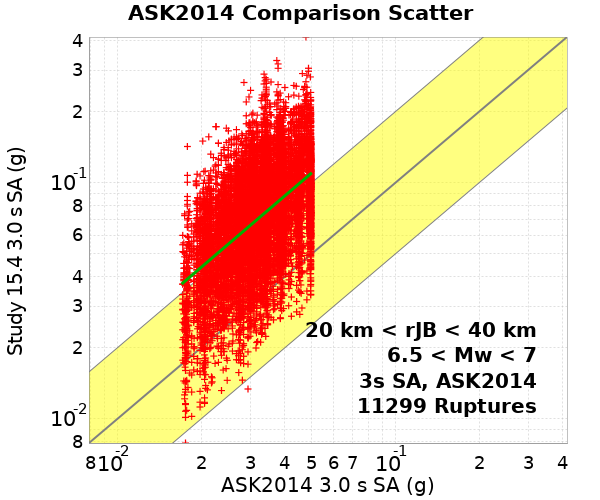 ASK2014 Comparison Scatter
Study 15.4 3.0 s SA (g)
4
3
2
10-1
8
6
4
3
2
10-2
8
20 km < rJB < 40 km
6.5 < Mw < 7
3s SA, ASK2014
11299 Ruptures
8 10-2 2 3 4 5 6 7 10-1 2 3 4
ASK2014 3.0 s SA (g)